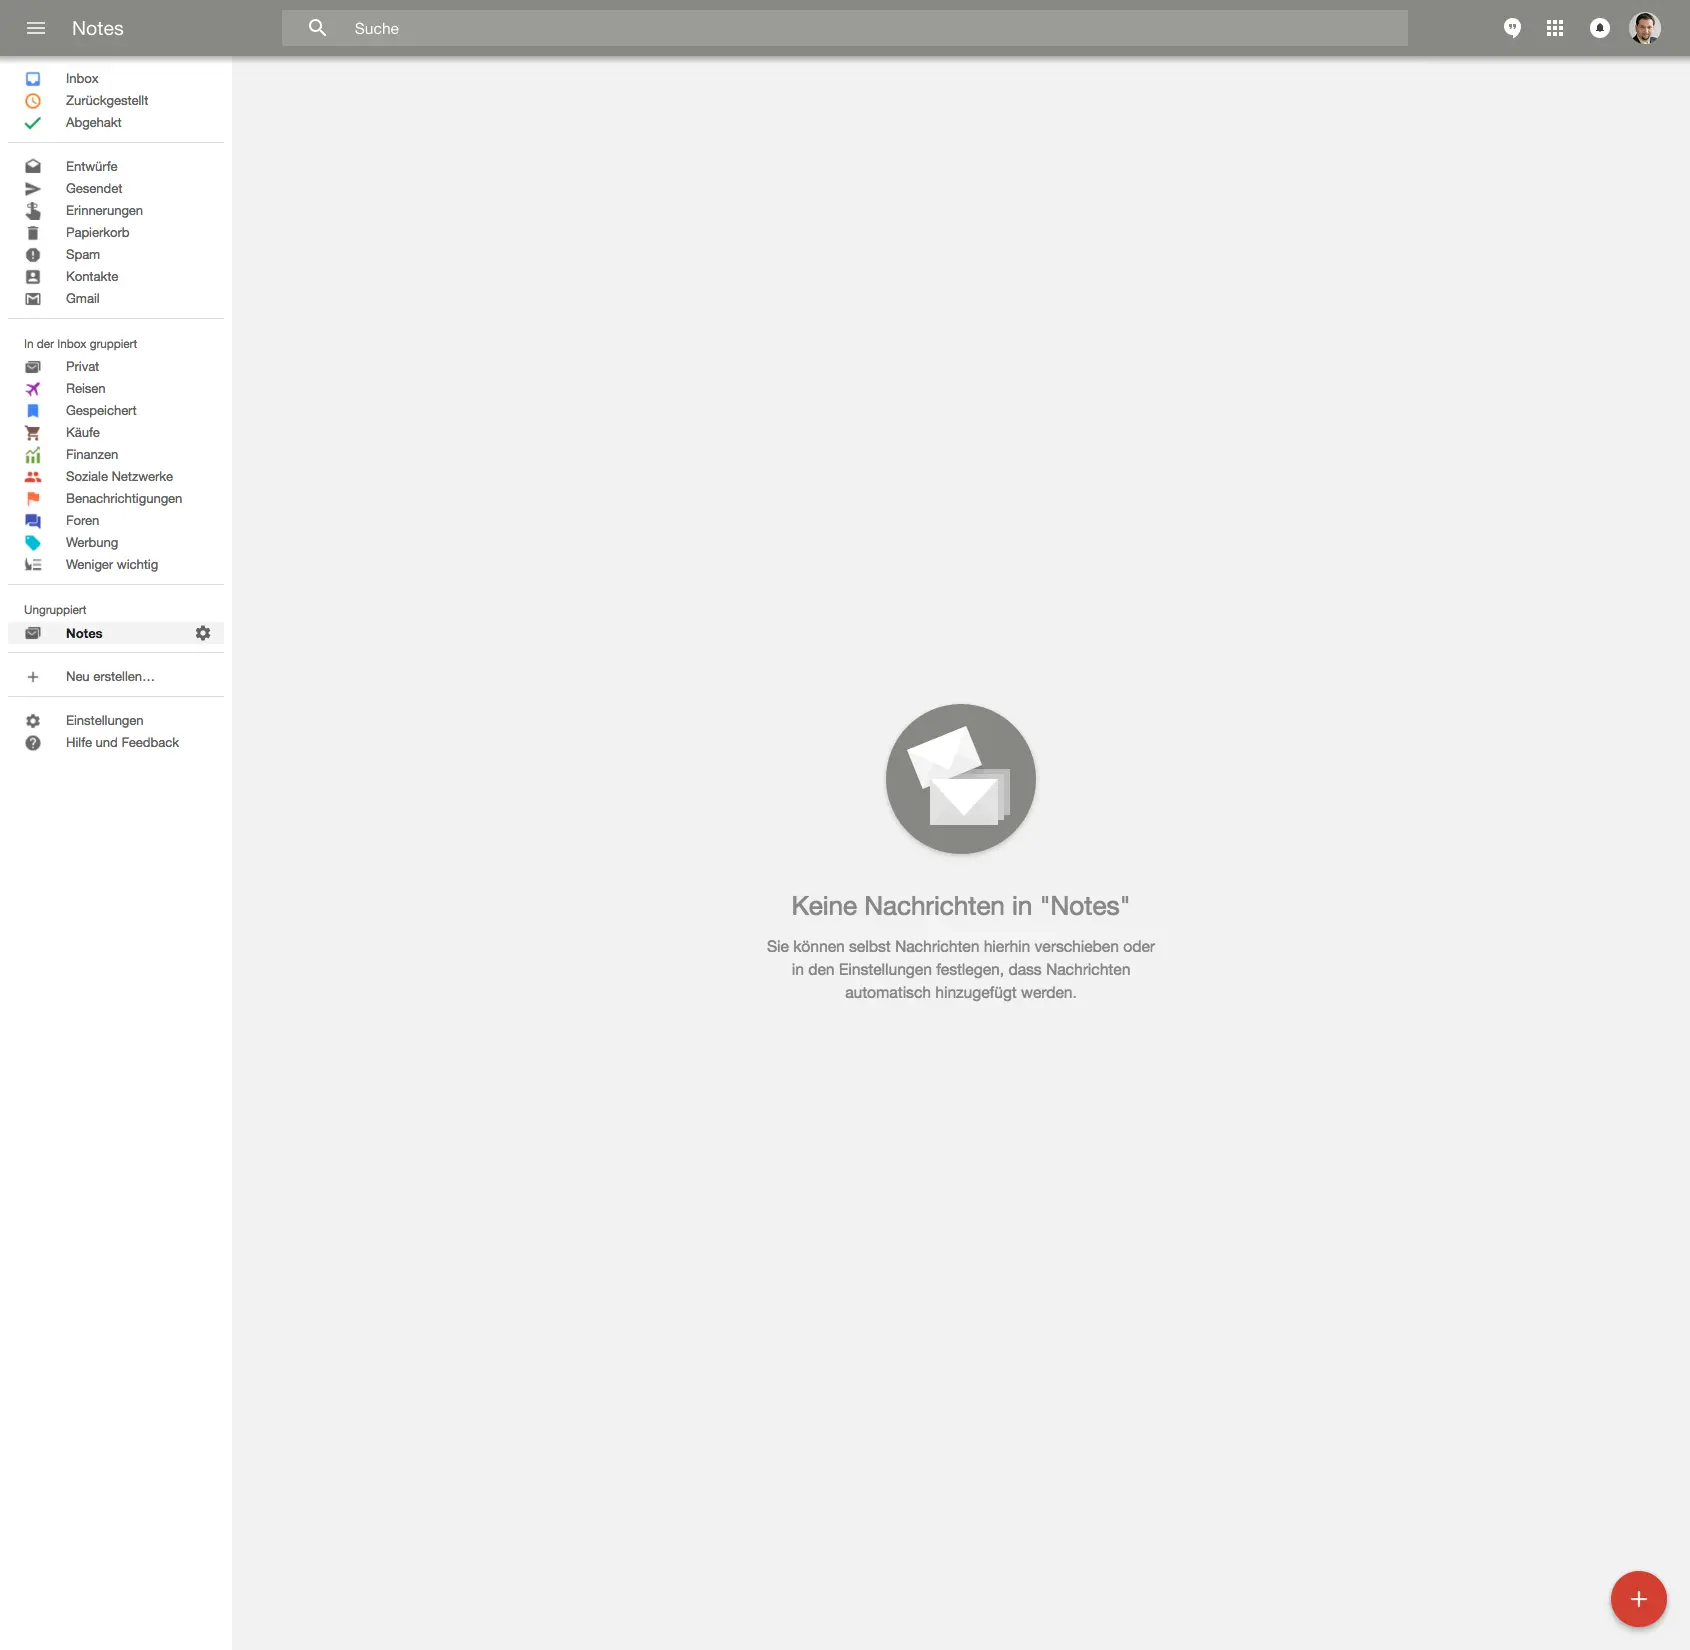 Notes
Suche
Inbox
Zurückgestellt
Abgehakt
Entwürfe
Gesendet
Erinnerungen
Papierkorb
Spam
Kontakte
Gmail
In der Inbox gruppiert
Privat
Reisen
Gespeichert
Käufe
Finanzen
Soziale Netzwerke
Benachrichtigungen
Foren
Werbung
Weniger wichtig
Ungruppiert
Notes
Neu erstellen…
Einstellungen
Hilfe und Feedback
Keine Nachrichten in "Notes"
Sie können selbst Nachrichten hierhin verschieben oder
in den Einstellungen festlegen, dass Nachrichten
automatisch hinzugefügt werden.